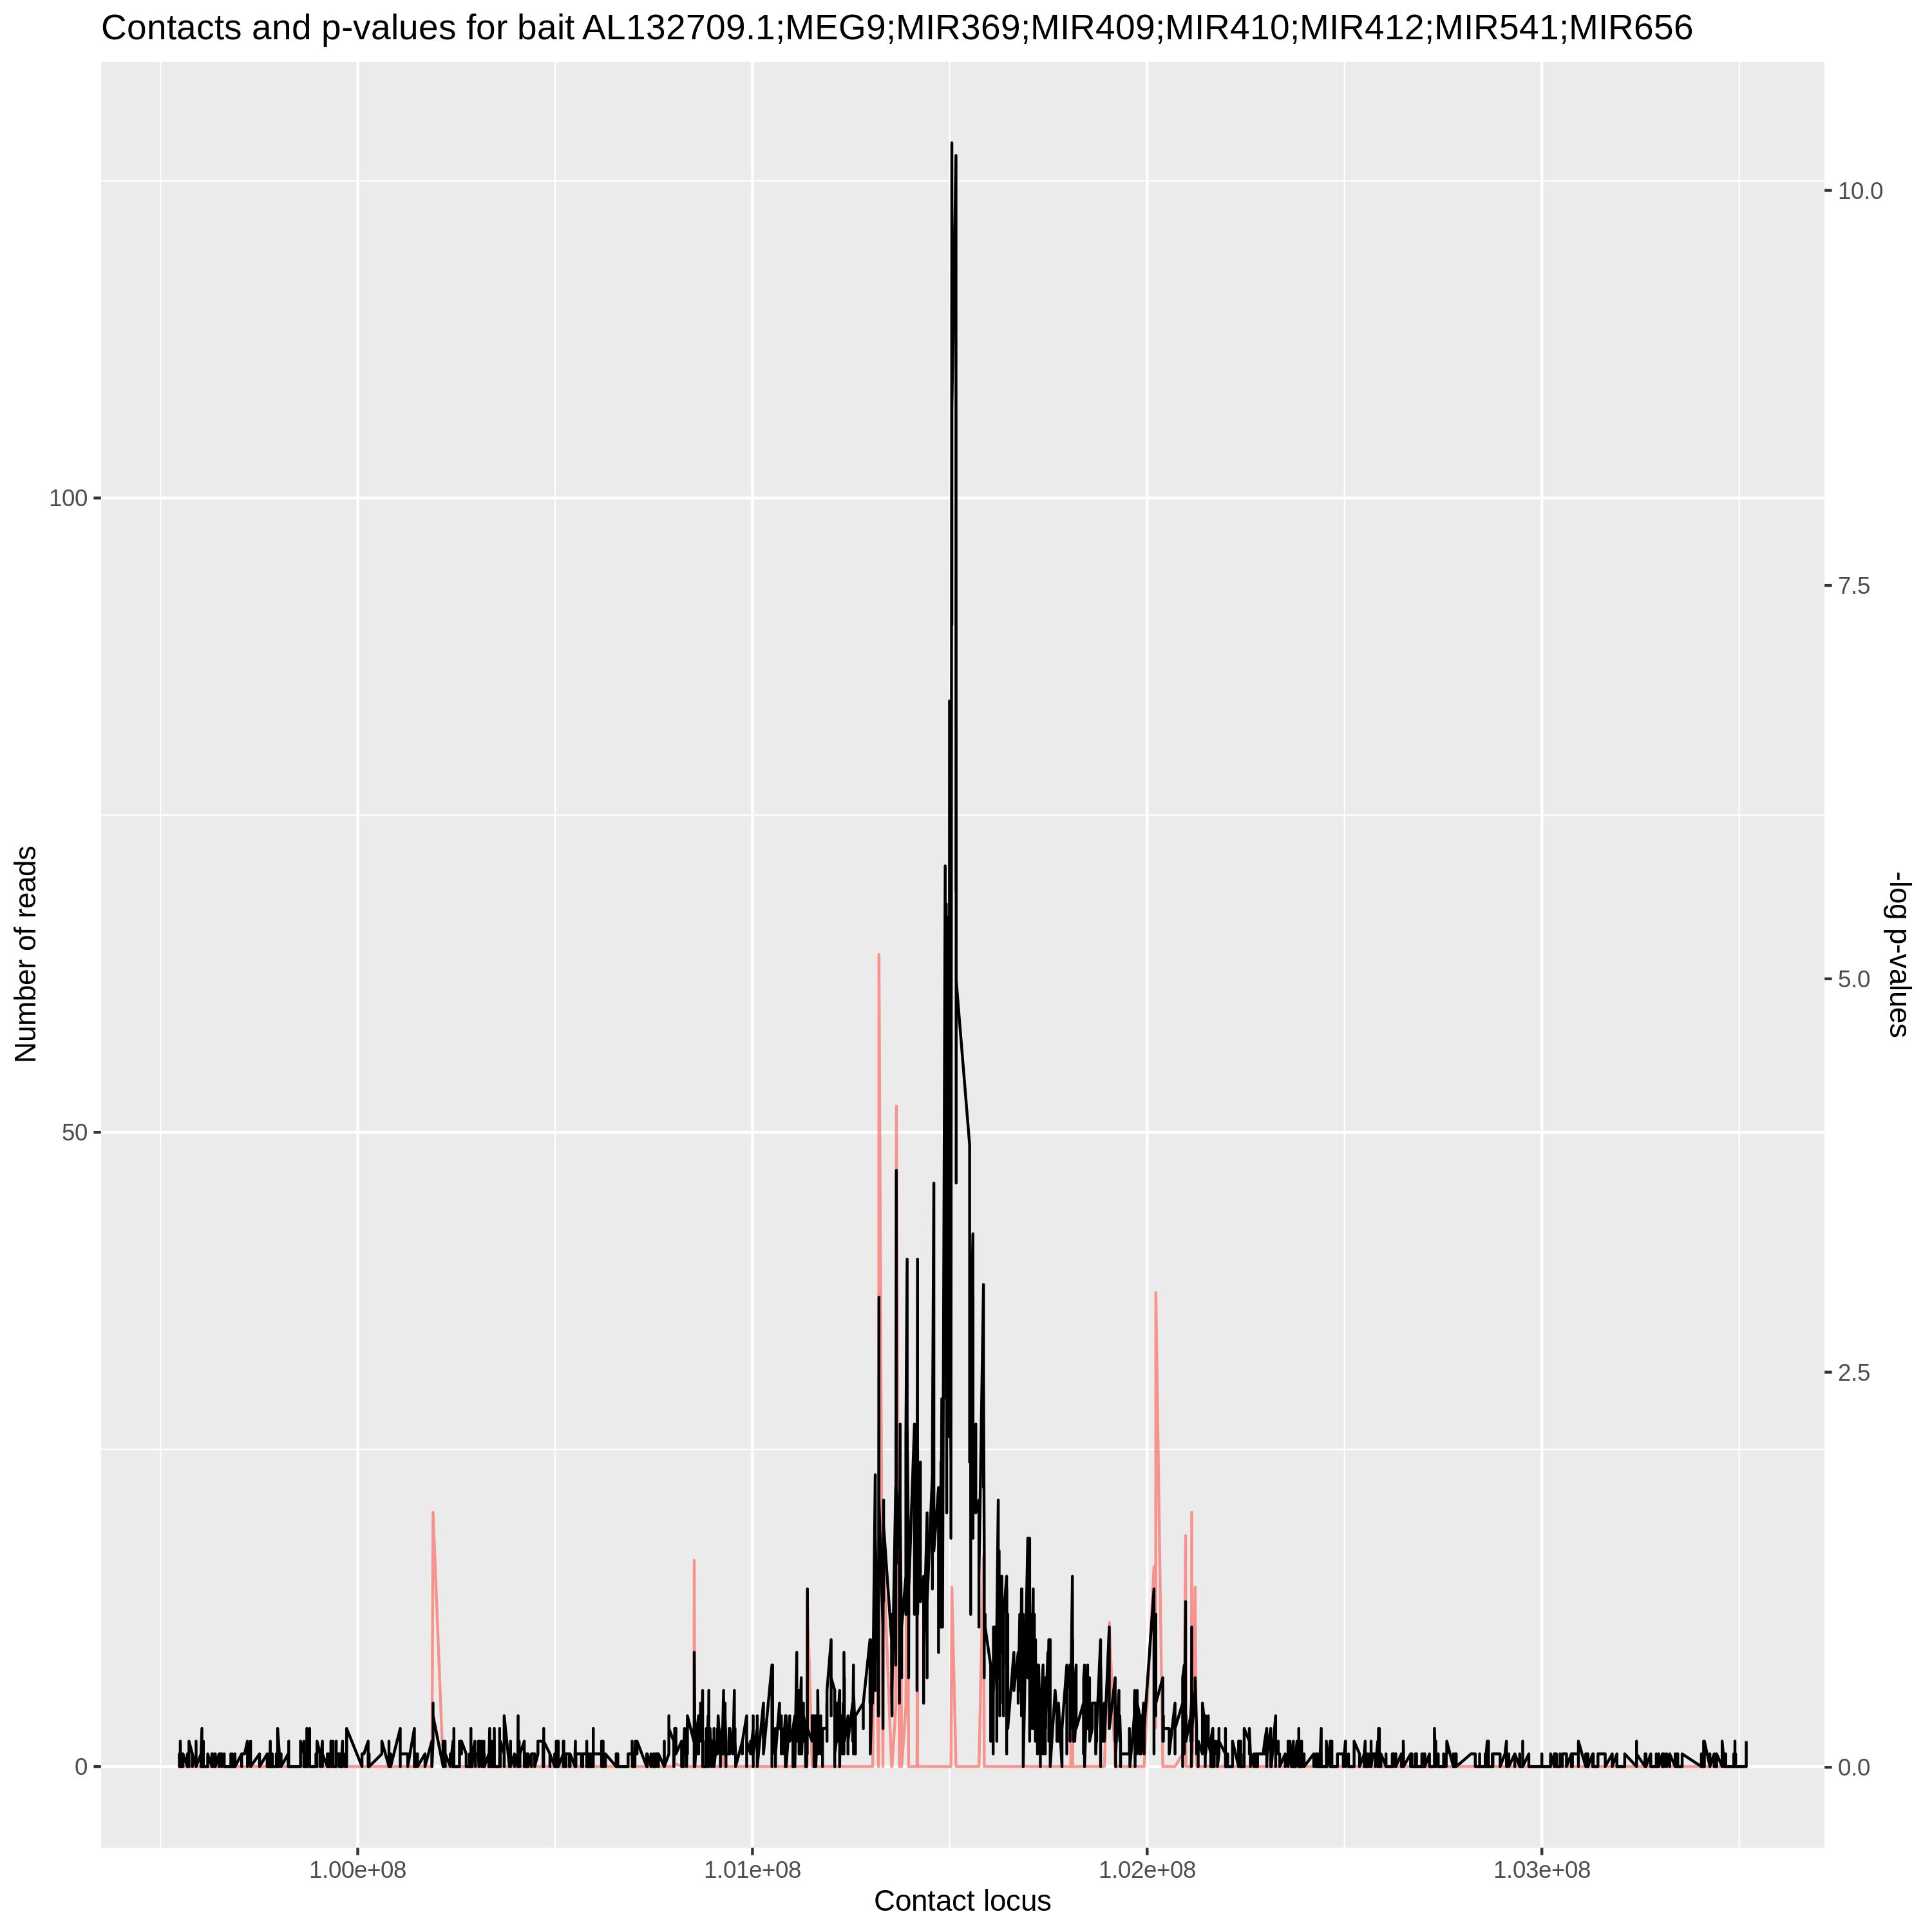 Contacts and p-values for bait AL132709.1;MEG9;MIR369;MIR409;MIR410;MIR412;MIR541;MIR656
Number of reads
100
50
0
10.0
7.5
5.0
2.5
0.0
-log p-values
1.00e+08 1.01e+08 1.02e+08 1.03e+08
Contact locus